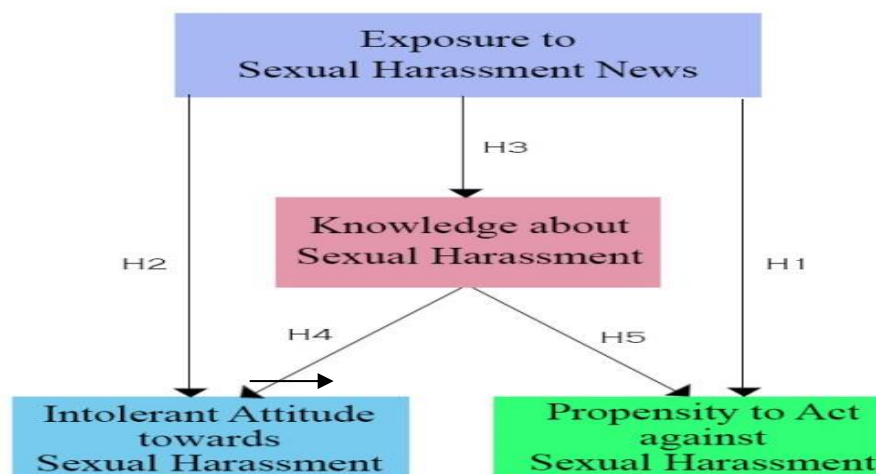 Exposure to
Sexual Harassment News
H3
Knowledge about
Sexual Harassment
H2
H1
H4
H5
Intolerant Attitude
towards
Sexual Harassment
Propensity to Act
against
Sexual Harassment